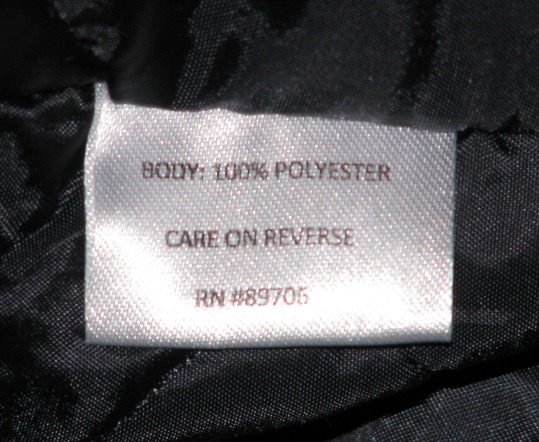 BODY: 100% POLYESTER
CARE ON REVERSE
RN #89706